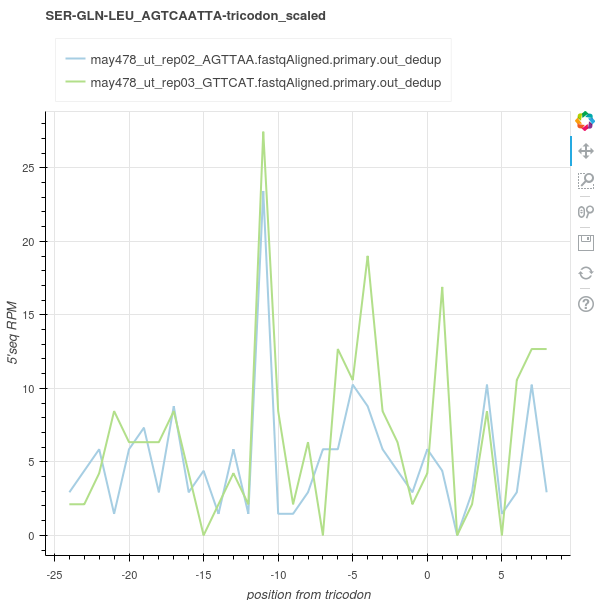 SER-GLN-LEU_AGTCAATTA-tricodon_scaled
may478_ut_rep02_AGTTAA.fastqAligned.primary.out_dedup
may478_ut_rep03_GTTCAT.fastqAligned.primary.out_dedup
25
20
15
10
5
0
5'seq RPM
-25 -20 -15 -10 -5 0 5
position from tricodon